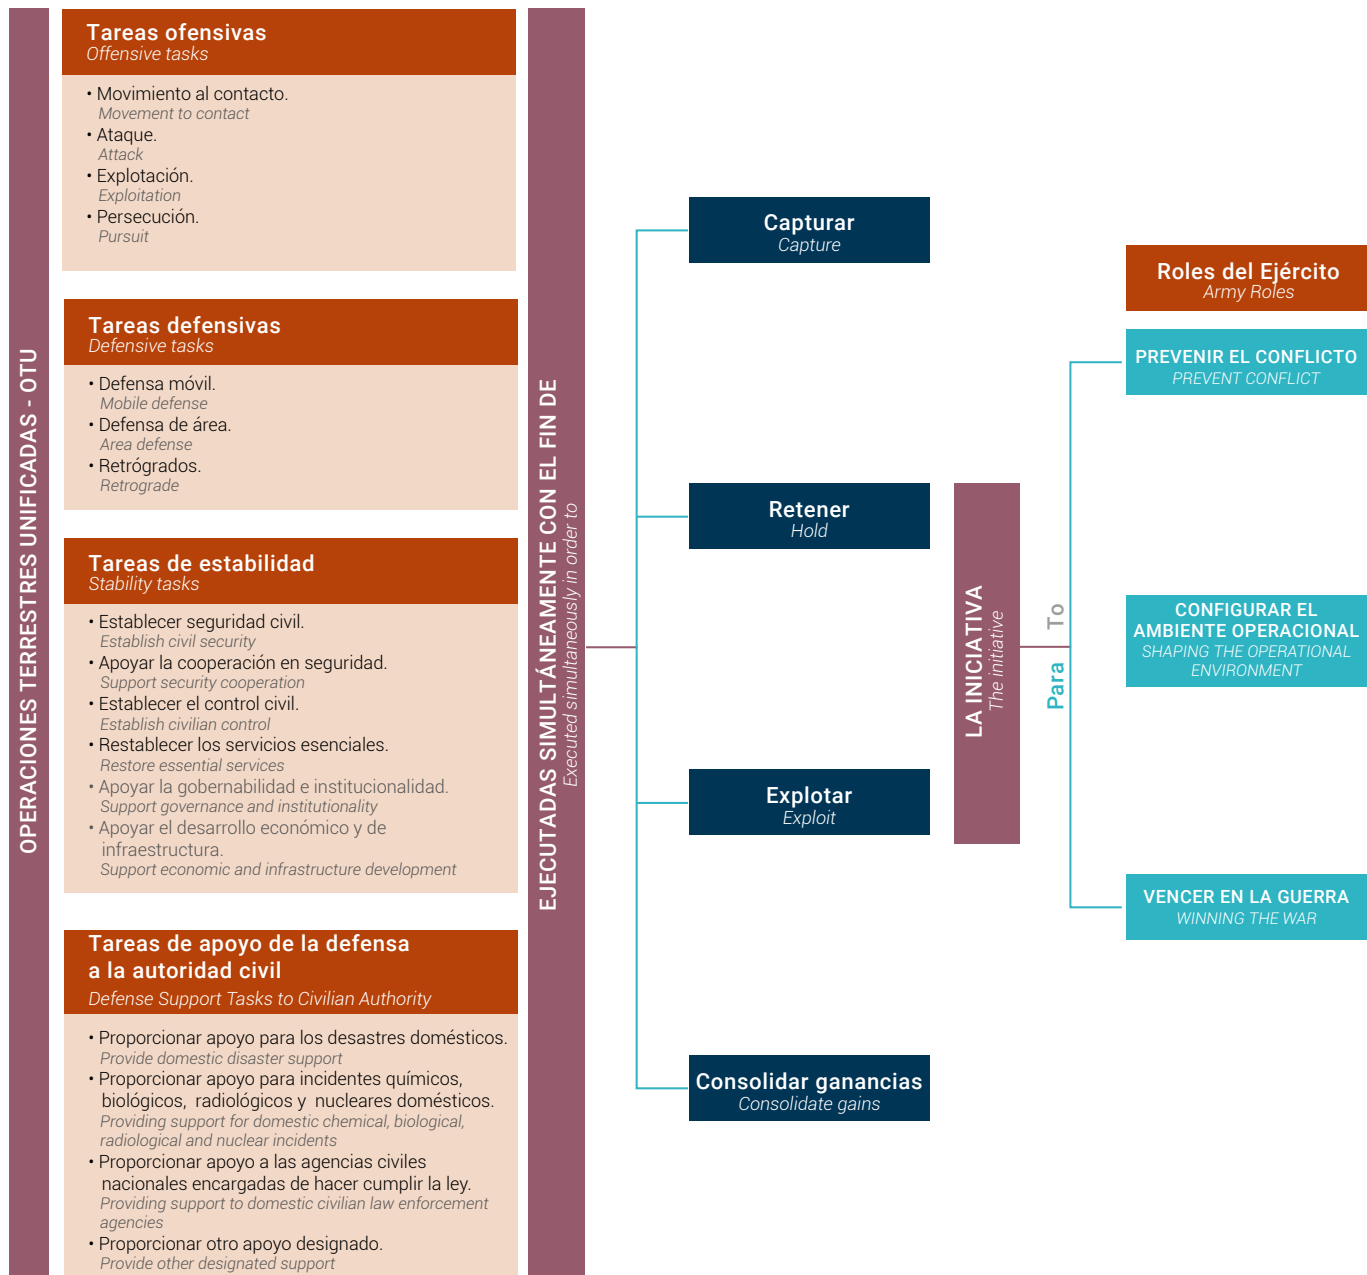 OPERACIONES TERRESTRES UNIFICADAS - OTU
Tareas ofensivas
Offensive tasks
• Movimiento al contacto.
Movement to contact
• Ataque.
Attack
• Explotación.
Exploitation
• Persecución.
Pursuit
Tareas defensivas
Defensive tasks
• Defensa móvil.
Mobile defense
• Defensa de área.
Area defense
• Retrógrados.
Retrograde
Tareas de estabilidad
Stability tasks
• Establecer seguridad civil.
Establish civil security
• Apoyar la cooperación en seguridad.
Support security cooperation
• Establecer el control civil.
Establish civilian control
• Restablecer los servicios esenciales.
Restore essential services
• Apoyar la gobernabilidad e institucionalidad.
Support governance and institutionality
• Apoyar el desarrollo económico y de
infraestructura.
Support economic and infrastructure development
Tareas de apoyo de la defensa
a la autoridad civil
Defense Support Tasks to Civilian Authority
• Proporcionar apoyo para los desastres domésticos.
Provide domestic disaster support
• Proporcionar apoyo para incidentes químicos,
biológicos, radiológicos y nucleares domésticos.
Providing support for domestic chemical, biological,
radiological and nuclear incidents
• Proporcionar apoyo a las agencias civiles
nacionales encargadas de hacer cumplir la ley.
Providing support to domestic civilian law enforcement
agencies
• Proporcionar otro apoyo designado.
Provide other designated support
EJECUTADAS SIMULTÁNEAMENTE CON EL FIN DE
Executed simultaneously in order to
Capturar
Capture
Retener
Hold
Explotar
Exploit
Consolidar ganancias
Consolidate gains
LA INICIATIVA
The initiative
Para To
Roles del Ejército
Army Roles
PREVENIR EL CONFLICTO
PREVENT CONFLICT
CONFIGURAR EL
AMBIENTE OPERACIONAL
SHAPING THE OPERATIONAL
ENVIRONMENT
VENCER EN LA GUERRA
WINNING THE WAR